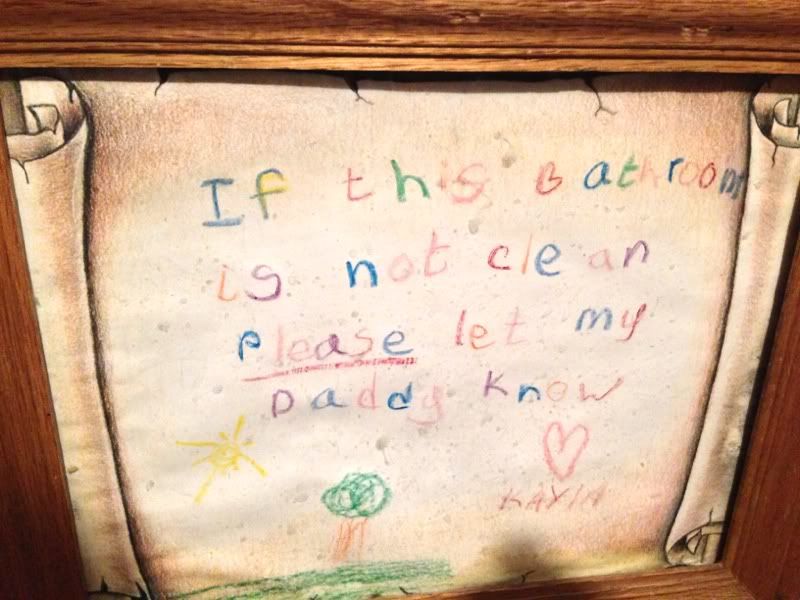 If this Bathroom
is not clean
please let my
Daddy know
KAYLA